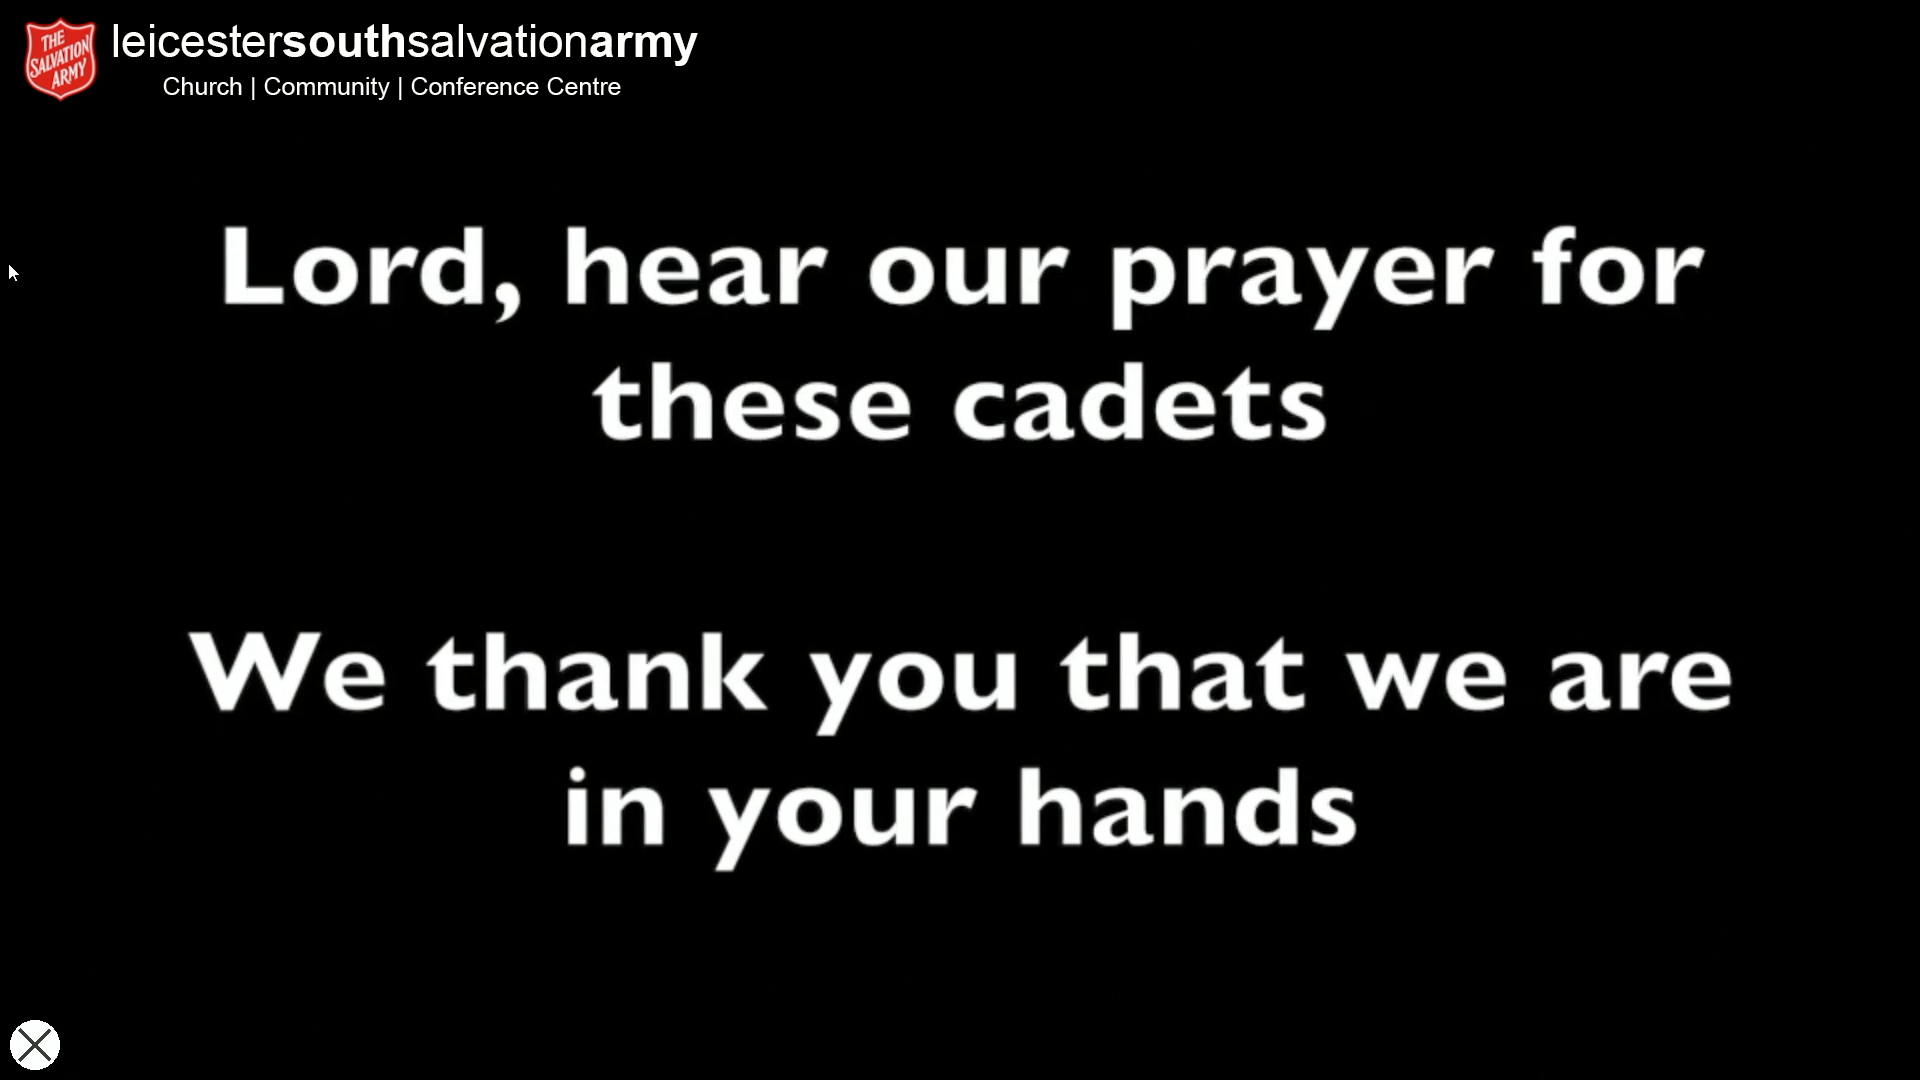 THE
SALVATION
ARMY
leicestersouthsalvationarmy
Church | Community | Conference Centre
Lord, hear our prayer for
these cadets
We thank you that we are
in your hands